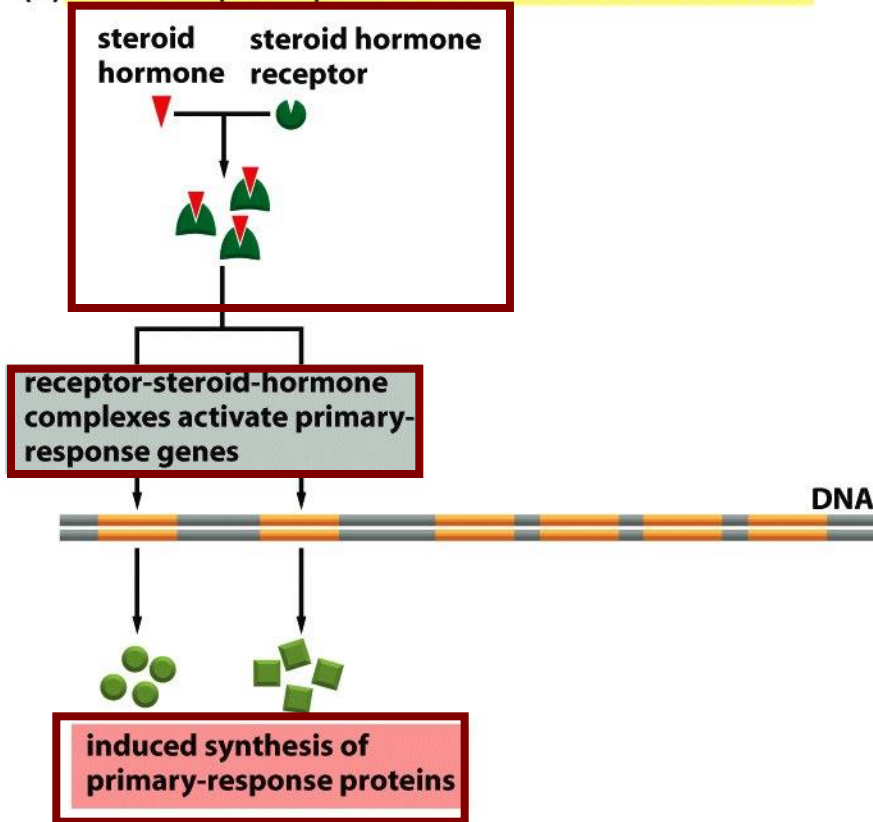 steroid hormone
steroid hormone receptor
receptor-steroid-hormone
complexes activate primary-
response genes
DNA
induced synthesis of
primary-response proteins